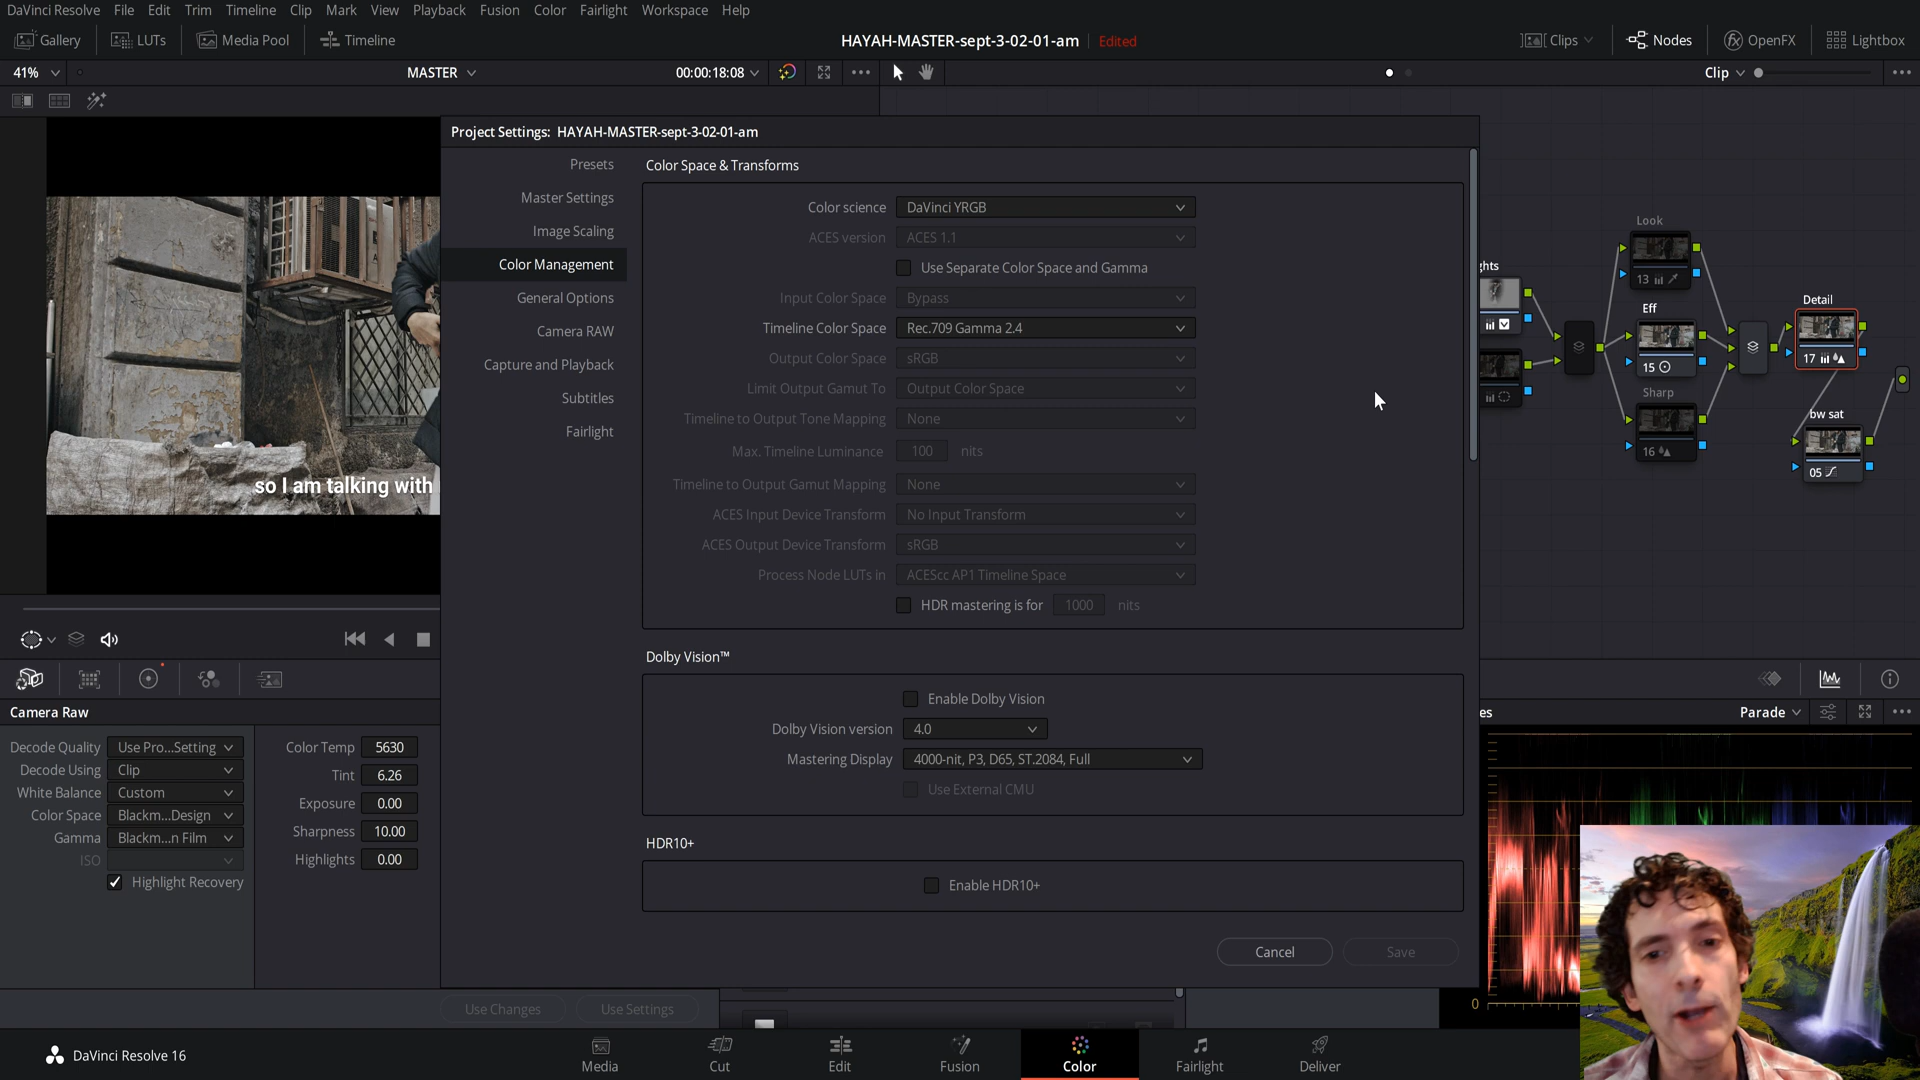 DaVinci Resolve File Edit Trim Timeline Clip Mark View Playback Fusion Color Fairlight Workspace Help
Gallery LUTs Media Pool Timeline HAYAH-MASTER-sept-3-02-01-am Edited Clips Nodes OpenFX Lightbox
41% MASTER 00:00:18:08 Clip
Project Settings: HAYAH-MASTER-sept-3-02-01-am
Presets
Master Settings
Image Scaling
Color Management
General Options
Camera RAW
Capture and Playback
Subtitles
Fairlight
Color Space & Transforms
Color science DaVinci YRGB
ACES version ACES 1.1
Use Separate Color Space and Gamma
Input Color Space Bypass
Timeline Color Space Rec.709 Gamma 2.4
Output Color Space sRGB
Limit Output Gamut To Output Color Space
Timeline to Output Tone Mapping None
Max. Timeline Luminance 100 nits
Timeline to Output Gamut Mapping None
ACES Input Device Transform No Input Transform
ACES Output Device Transform sRGB
Process Node LUTs in ACEScc AP1 Timeline Space
HDR mastering is for 1000 nits
Dolby Vision™
Enable Dolby Vision
Dolby Vision version 4.0
Mastering Display 4000-nit, P3, D65, ST.2084, Full
Use External CMU
HDR10+
Enable HDR10+
Cancel Save
so I am talking with
ghts
Look
13
Eff
15
Sharp
16
Detail
17
bw sat
05
Camera Raw
Decode Quality Use Pro...Setting
Decode Using Clip
White Balance Custom
Color Space Blackm...Design
Gamma Blackm...n Film
ISO
Highlight Recovery
Color Temp 5630
Tint 6.26
Exposure 0.00
Sharpness 10.00
Highlights 0.00
Use Changes Use Settings
es Parade
0
DaVinci Resolve 16 Media Cut Edit Fusion Color Fairlight Deliver